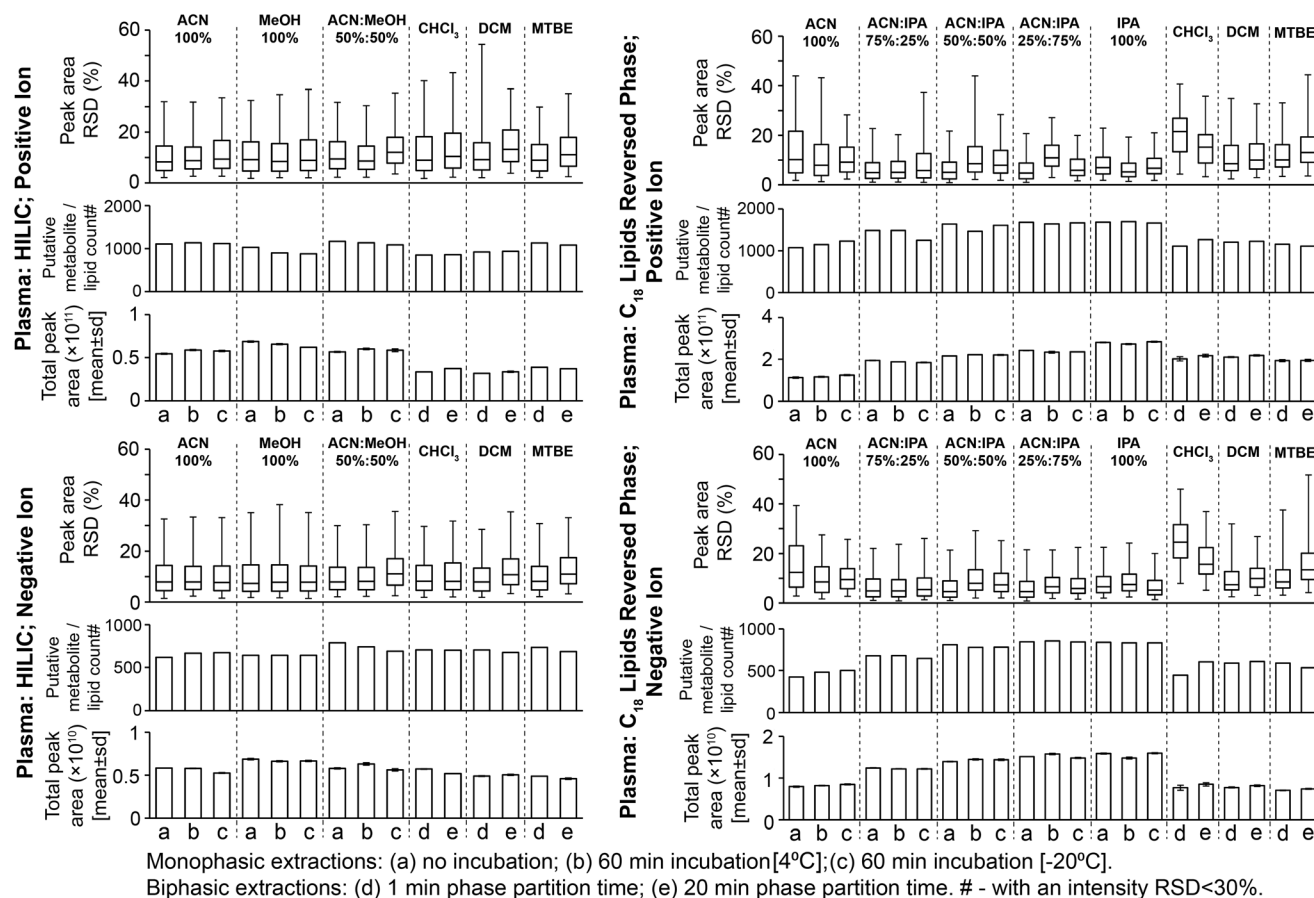 Plasma: HILIC; Positive Ion
ACN MeOH ACN:MeOH CHCl₃ DCM MTBE
100% 100% 50%:50%
Peak area
RSD (%)
60
40
20
0
Putative
metabolite /
lipid count#
2000
1000
0
Total peak
area (×10¹¹)
[mean±sd]
1
0.5
0
a b c a b c a b c d e d e d e
Plasma: C₁₈ Lipids Reversed Phase;
Positive Ion
ACN ACN:IPA ACN:IPA ACN:IPA IPA CHCl₃ DCM MTBE
100% 75%:25% 50%:50% 25%:75% 100%
Peak area
RSD (%)
60
40
20
0
Putative
metabolite /
lipid count#
2000
1000
0
Total peak
area (×10¹¹)
[mean±sd]
4
2
0
a b c a b c a b c a b c a b c d e d e d e
Plasma: HILIC; Negative Ion
ACN MeOH ACN:MeOH CHCl₃ DCM MTBE
100% 100% 50%:50%
Peak area
RSD (%)
60
40
20
0
Putative
metabolite /
lipid count#
1000
500
0
Total peak
area (×10¹⁰)
[mean±sd]
1
0.5
0
a b c a b c a b c d e d e d e
Plasma: C₁₈ Lipids Reversed Phase;
Negative Ion
ACN ACN:IPA ACN:IPA ACN:IPA IPA CHCl₃ DCM MTBE
100% 75%:25% 50%:50% 25%:75% 100%
Peak area
RSD (%)
60
40
20
0
Putative
metabolite /
lipid count#
1000
500
0
Total peak
area (×10¹⁰)
[mean±sd]
2
1
0
a b c a b c a b c a b c a b c d e d e d e
Monophasic extractions: (a) no incubation; (b) 60 min incubation[4ºC];(c) 60 min incubation [-20ºC].
Biphasic extractions: (d) 1 min phase partition time; (e) 20 min phase partition time. # - with an intensity RSD<30%.